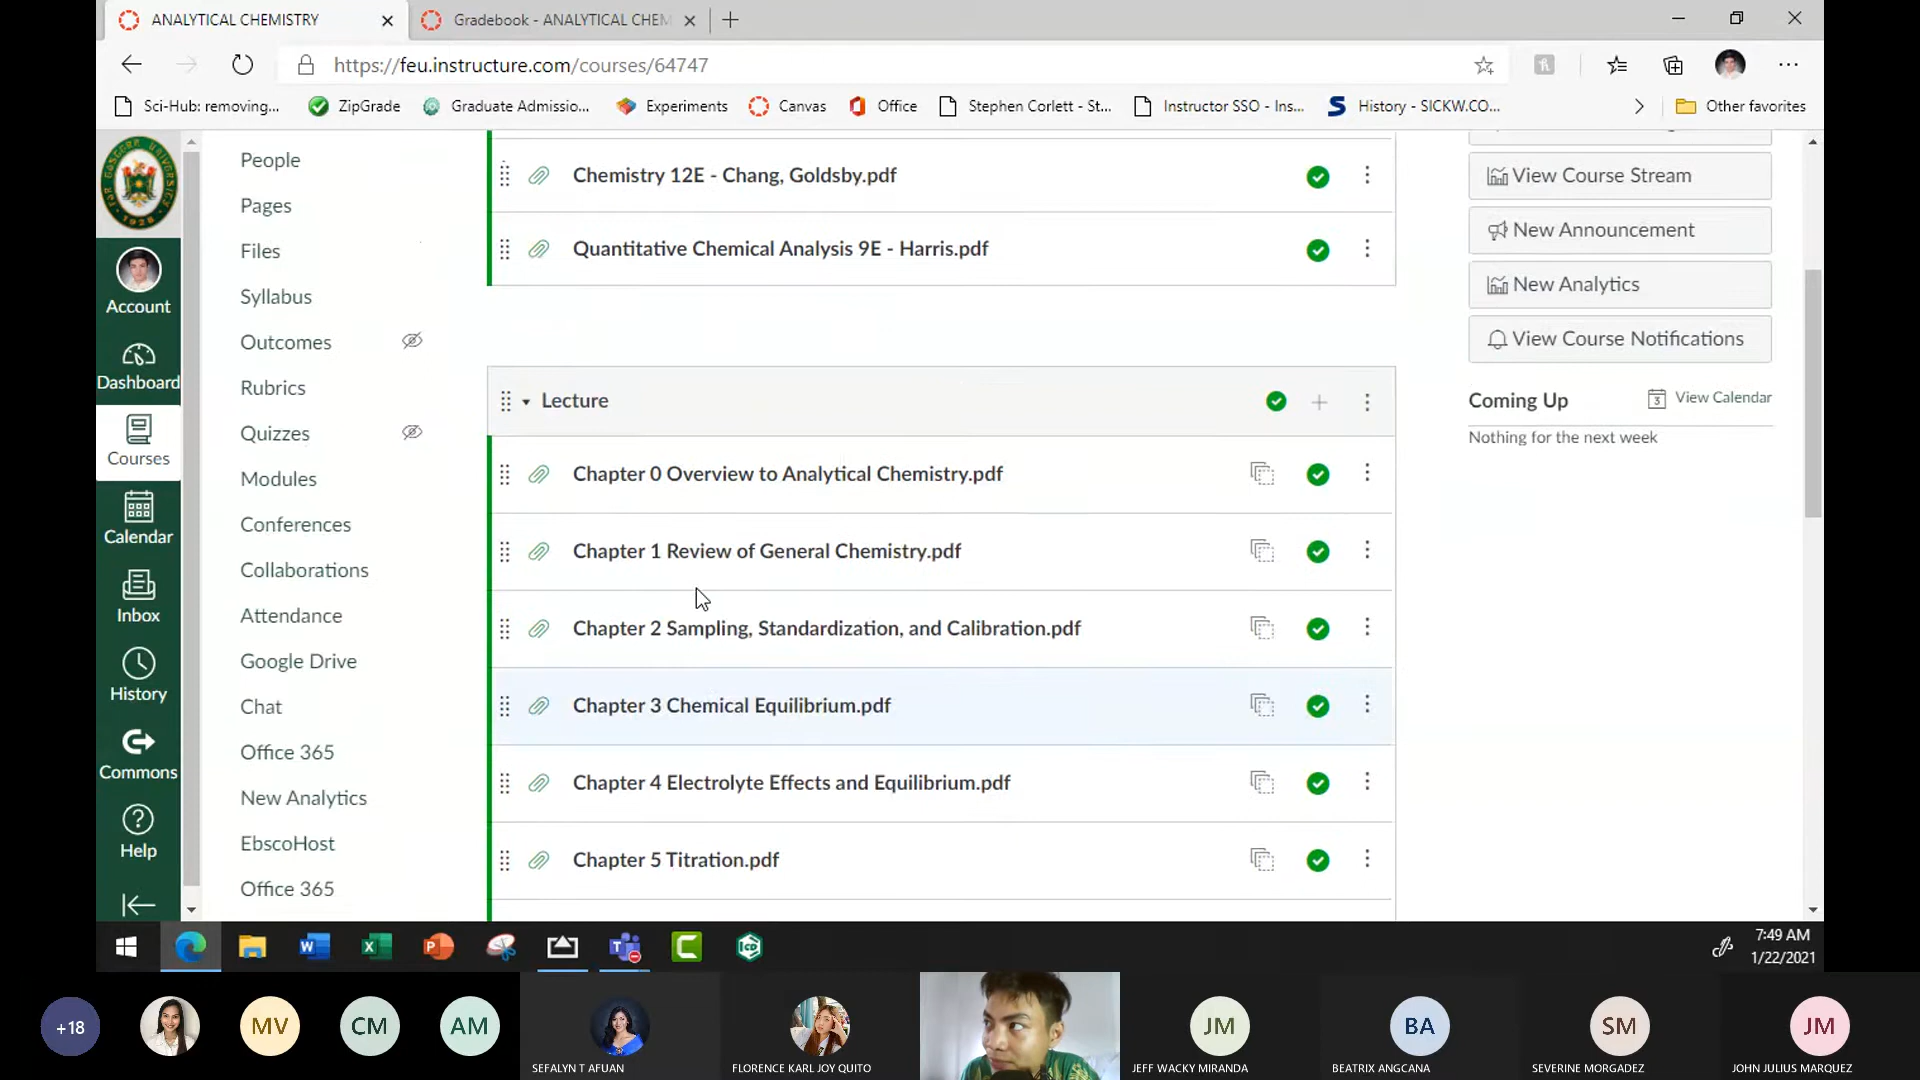 ANALYTICAL CHEMISTRY
Gradebook - ANALYTICAL CHEM
https://feu.instructure.com/courses/64747
Sci-Hub: removing...
ZipGrade
Graduate Admissio...
Experiments
Canvas
Office
Stephen Corlett - St...
Instructor SSO - Ins...
History - SICKW.CO...
Other favorites
Account
Dashboard
Courses
Calendar
Inbox
History
Commons
Help
People
Pages
Files
Syllabus
Outcomes
Rubrics
Quizzes
Modules
Conferences
Collaborations
Attendance
Google Drive
Chat
Office 365
New Analytics
EbscoHost
Office 365
Chemistry 12E - Chang, Goldsby.pdf
Quantitative Chemical Analysis 9E - Harris.pdf
Lecture
Chapter 0 Overview to Analytical Chemistry.pdf
Chapter 1 Review of General Chemistry.pdf
Chapter 2 Sampling, Standardization, and Calibration.pdf
Chapter 3 Chemical Equilibrium.pdf
Chapter 4 Electrolyte Effects and Equilibrium.pdf
Chapter 5 Titration.pdf
View Course Stream
New Announcement
New Analytics
View Course Notifications
Coming Up
3
View Calendar
Nothing for the next week
7:49 AM
1/22/2021
+18
MV
CM
AM
SEFALYN T AFUAN
FLORENCE KARL JOY QUITO
JM
JEFF WACKY MIRANDA
BA
BEATRIX ANGCANA
SM
SEVERINE MORGADEZ
JM
JOHN JULIUS MARQUEZ